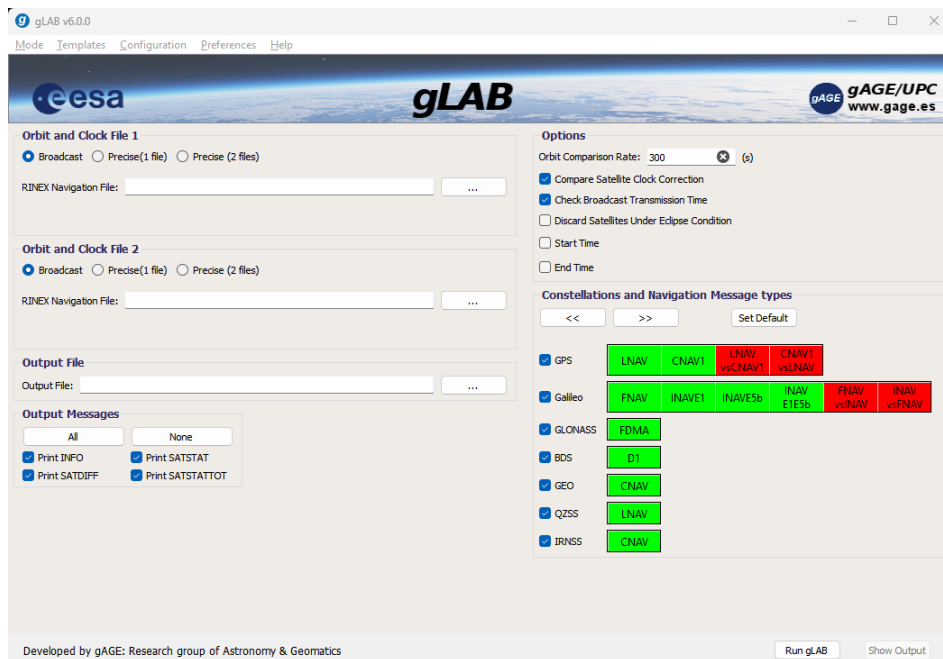 gLAB v6.0.0
Mode Templates Configuration Preferences Help
eesa
gLAB
gAGE
gAGE/UPC
www.gage.es
Orbit and Clock File 1
Broadcast Precise(1 file) Precise (2 files)
RINEX Navigation File: ...
Orbit and Clock File 2
Broadcast Precise(1 file) Precise (2 files)
RINEX Navigation File: ...
Output File
Output File: ...
Output Messages
All None
Print INFO Print SATSTAT
Print SATDIFF Print SATSTATTOT
Options
Orbit Comparison Rate: 300 (s)
Compare Satellite Clock Correction
Check Broadcast Transmission Time
Discard Satellites Under Eclipse Condition
Start Time
End Time
Constellations and Navigation Message types
<< >> Set Default
GPS LNAV CNAV1 LNAV vsCNAV1 CNAV1 vsLNAV
Galileo FNAV INAVE1 INAVE5b INAV E1E5b FNAV vsINAV INAV vsFNAV
GLONASS FDMA
BDS D1
GEO CNAV
QZSS LNAV
IRNSS CNAV
Developed by gAGE: Research group of Astronomy & Geomatics
Run gLAB Show Output